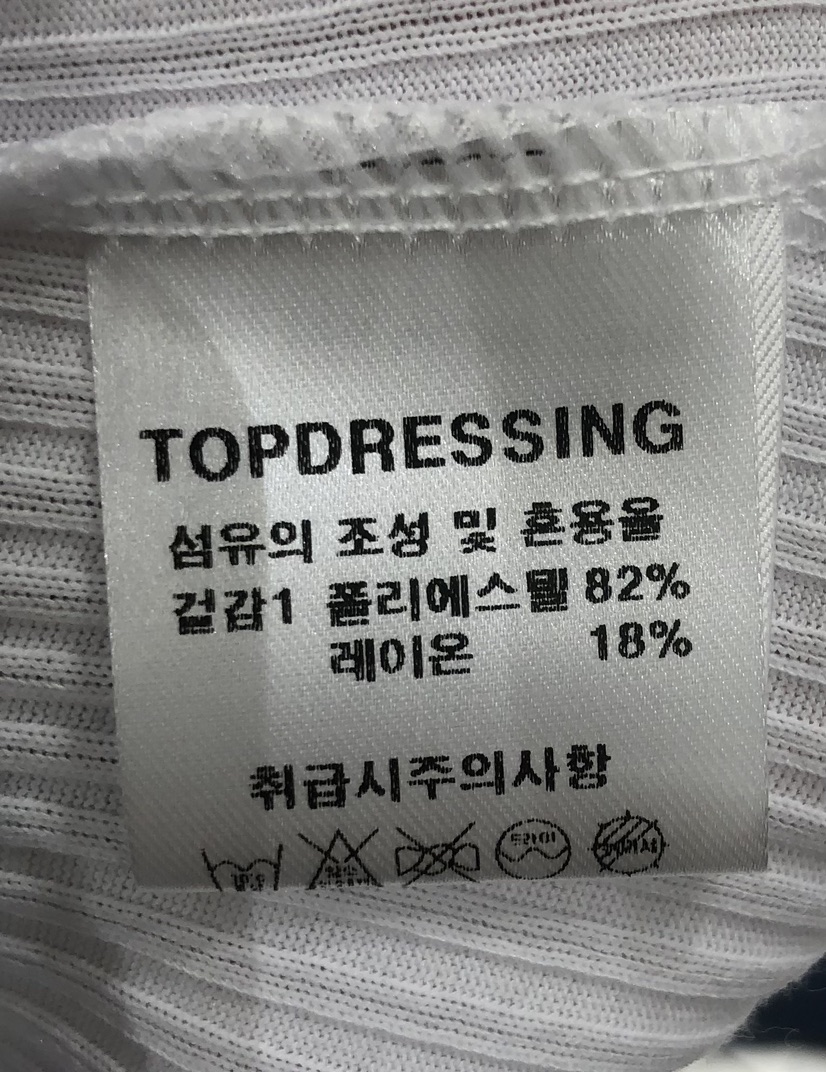 TOPDRESSING
섬유의 조성 및 혼용율
겉감1 폴리에스텔 82%
레이온 18%
취급시주의사항
드라이